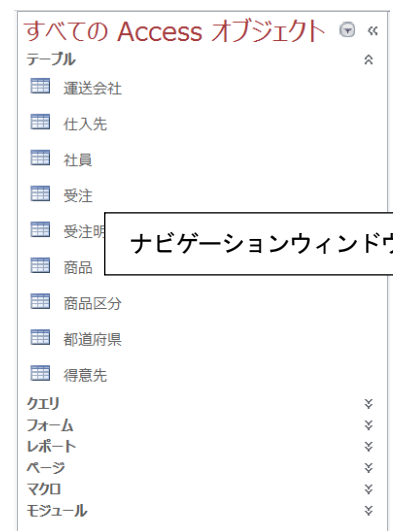 すべての Access オブジェクト
テーブル
運送会社
仕入先
社員
受注
受注明
ナビゲーションウィンドウ
商品
商品区分
都道府県
得意先
クエリ
フォーム
レポート
ページ
マクロ
モジュール